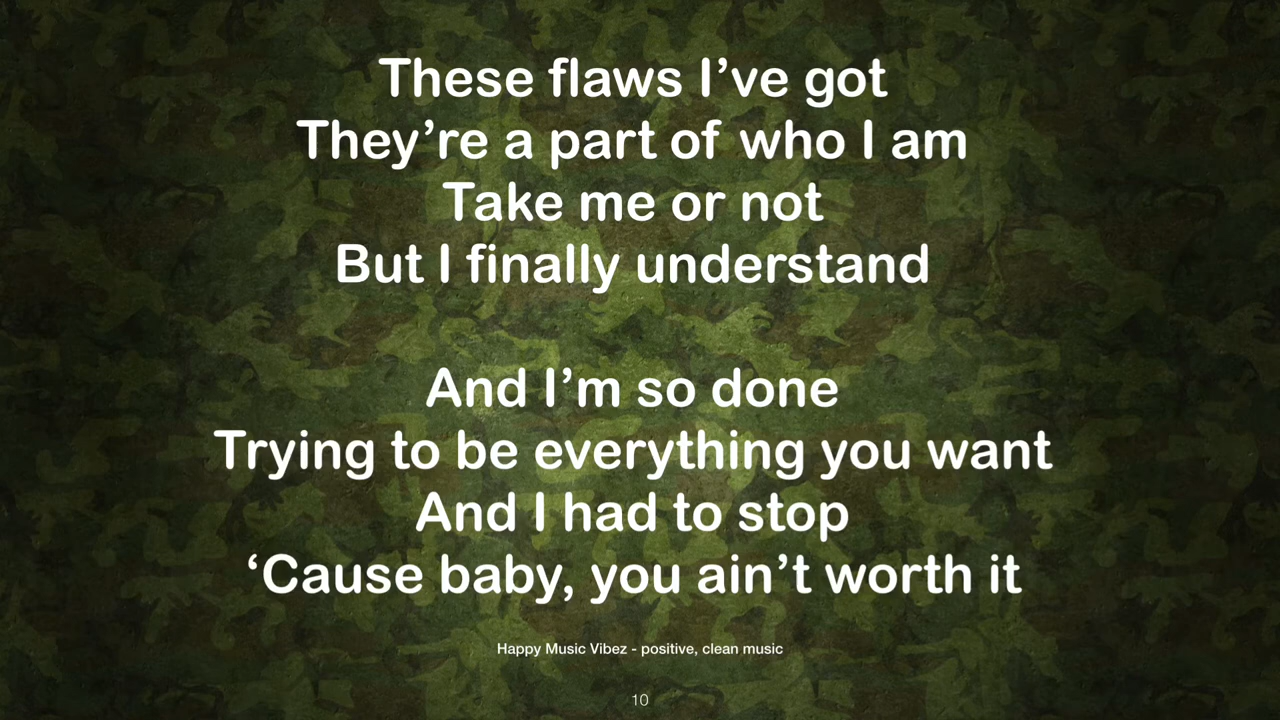 These flaws I’ve got
They’re a part of who I am
Take me or not
But I finally understand
And I’m so done
Trying to be everything you want
And I had to stop
‘Cause baby, you ain’t worth it
Happy Music Vibez - positive, clean music
10